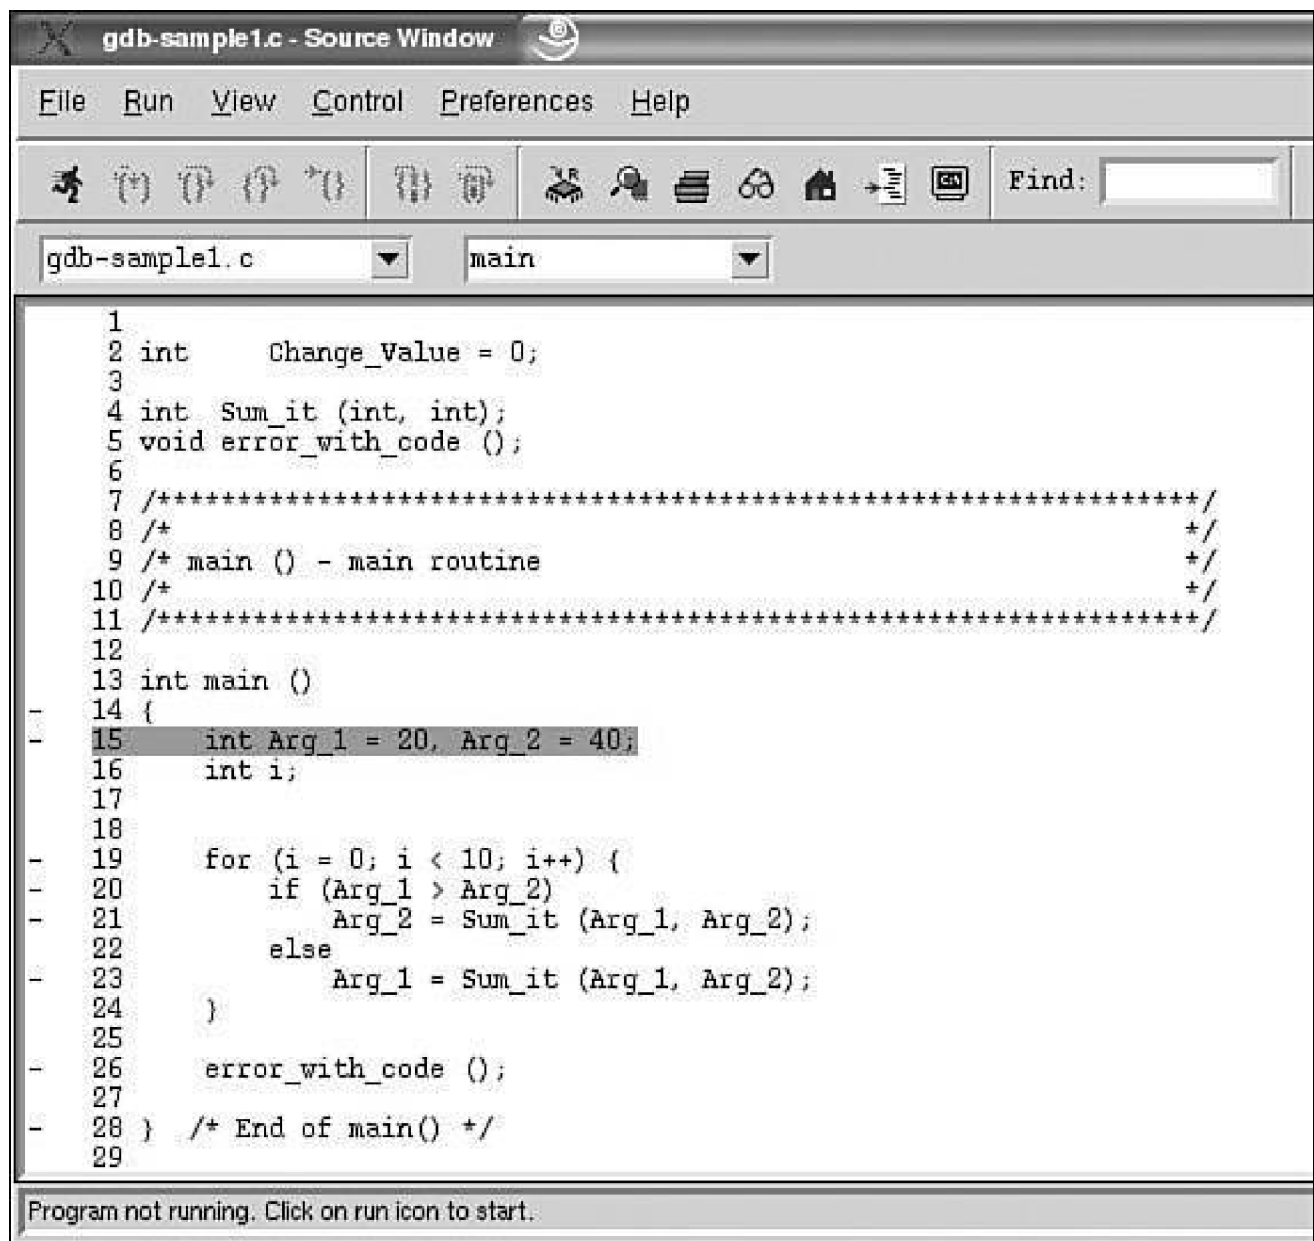 gdb-sample1.c - Source Window
File Run View Control Preferences Help
Find:
gdb-sample1.c main
1
2 int     Change_Value = 0;
3
4 int  Sum_it (int, int);
5 void error_with_code ();
6
7 /*****************************************************************/
8 /*                                                               */
9 /* main () - main routine                                        */
10 /*                                                               */
11 /*****************************************************************/
12
13 int main ()
- 14 {
- 15     int Arg_1 = 20, Arg_2 = 40;
16     int i;
17
18
- 19     for (i = 0; i < 10; i++) {
- 20         if (Arg_1 > Arg_2)
- 21             Arg_2 = Sum_it (Arg_1, Arg_2);
22         else
- 23             Arg_1 = Sum_it (Arg_1, Arg_2);
24     }
25
- 26     error_with_code ();
27
- 28 }  /* End of main() */
29
Program not running. Click on run icon to start.